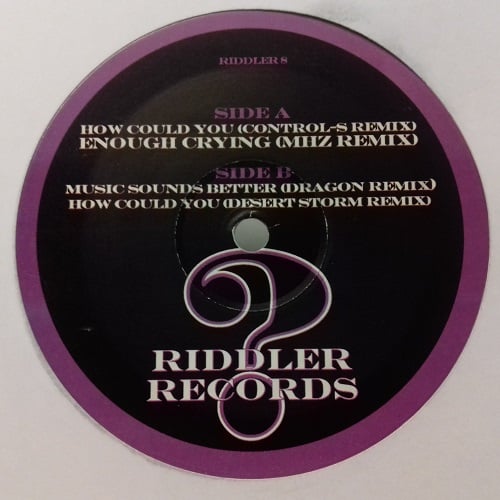 RIDDLER 8
SIDE A
HOW COULD YOU (CONTROL-S REMIX)
ENOUGH CRYING (MHZ REMIX)
SIDE B
MUSIC SOUNDS BETTER (DRAGON REMIX)
HOW COULD YOU (DESERT STORM REMIX)
?
RIDDLER
RECORDS